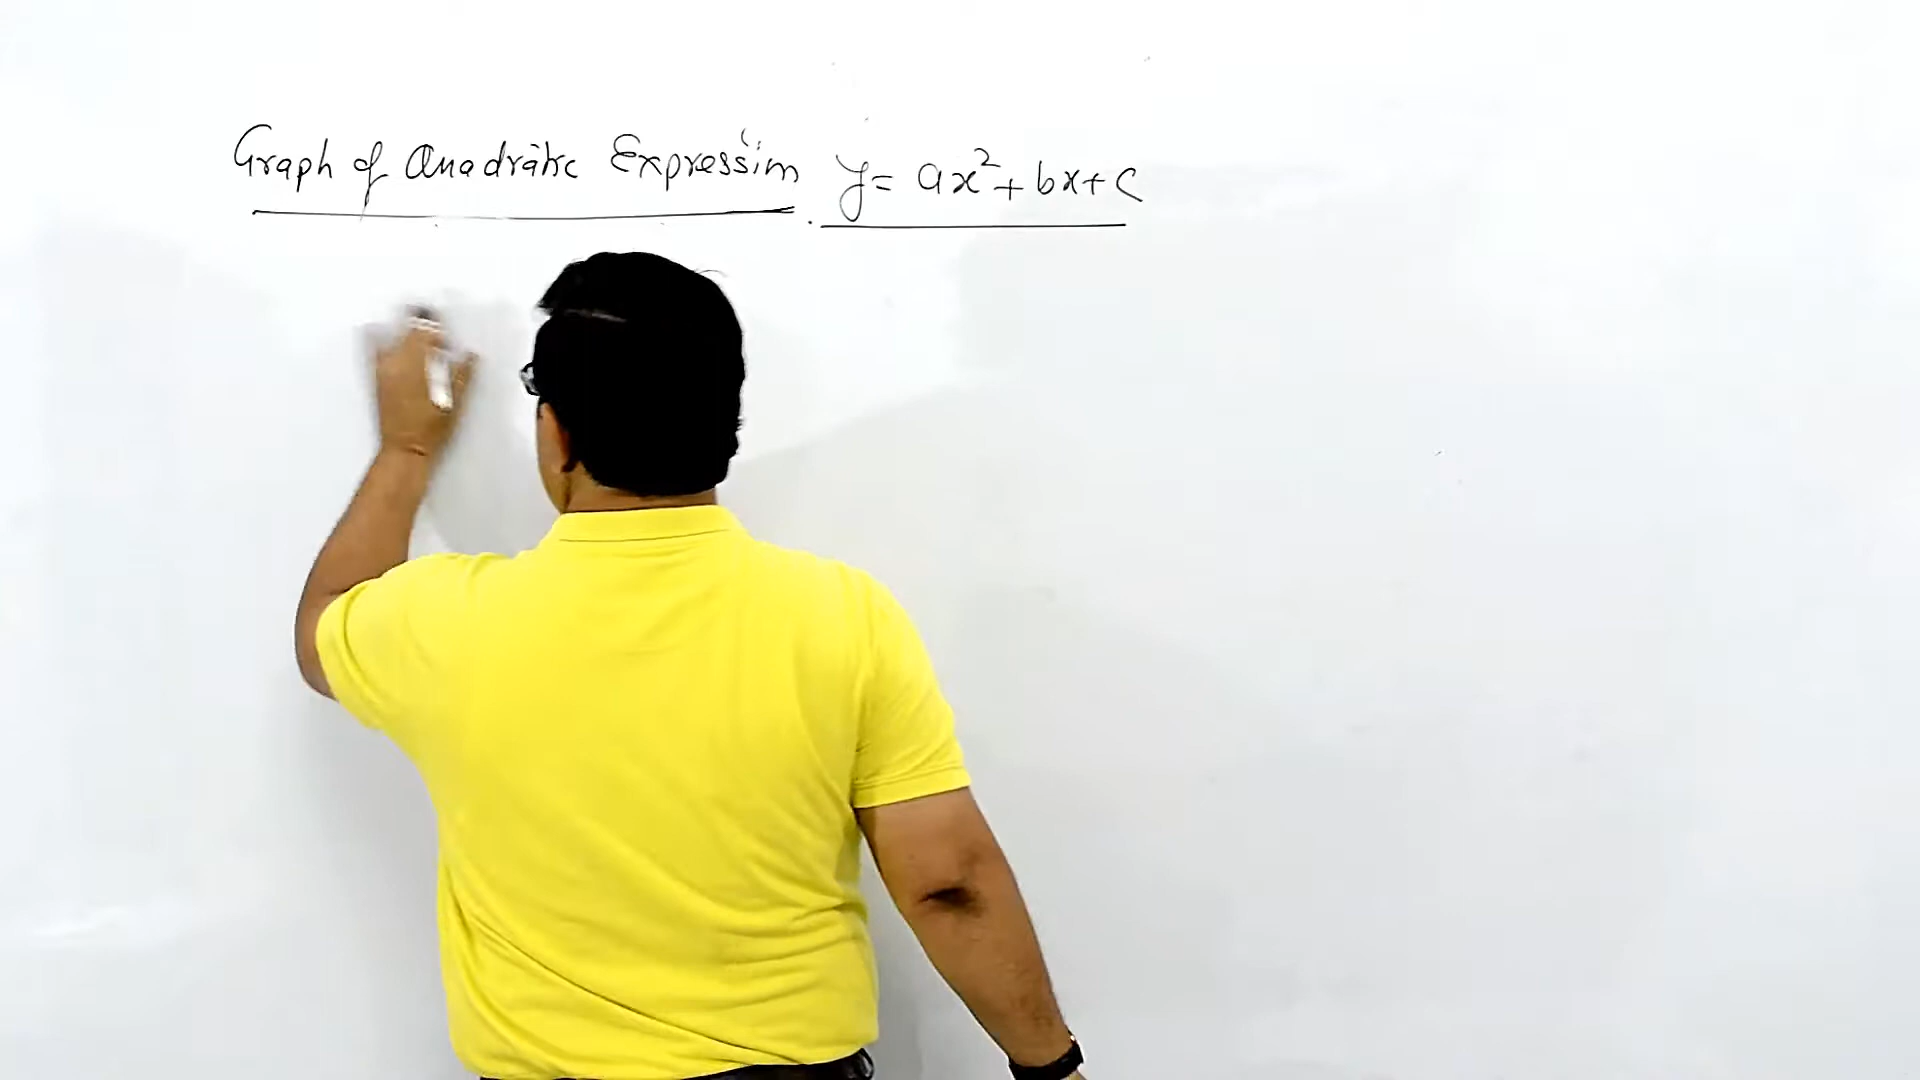 Graph of Quadratic Expression y = ax² + bx + c